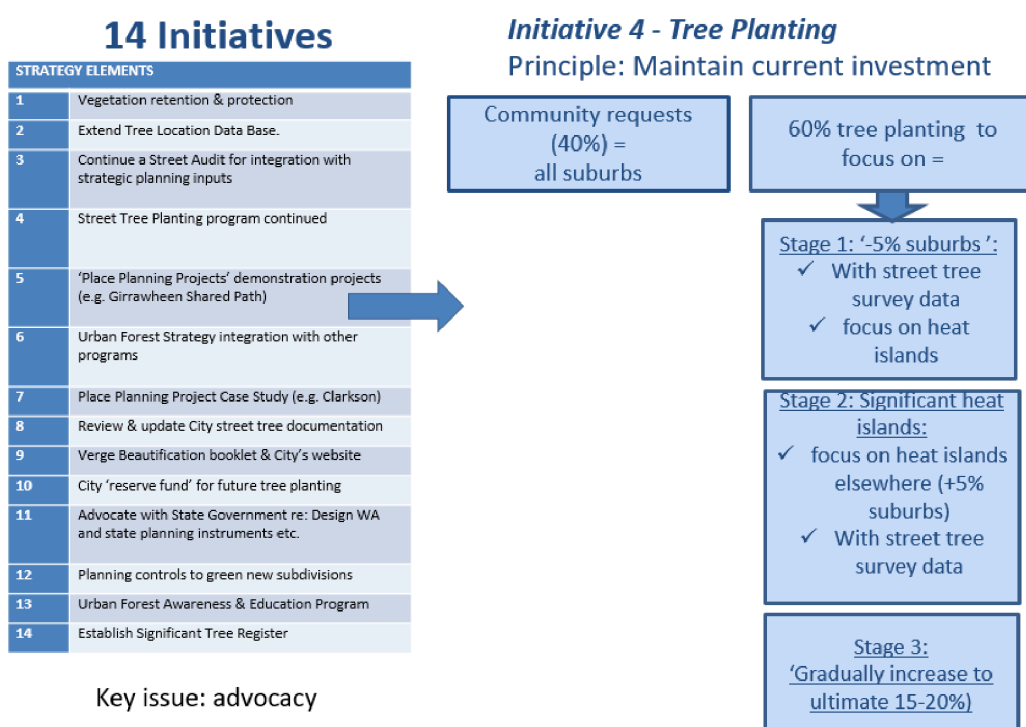 14 Initiatives
STRATEGY ELEMENTS
1 Vegetation retention & protection
2 Extend Tree Location Data Base.
3 Continue a Street Audit for integration with
strategic planning inputs
4 Street Tree Planting program continued
5 ‘Place Planning Projects’ demonstration projects
(e.g. Girrawheen Shared Path)
6 Urban Forest Strategy integration with other
programs
7 Place Planning Project Case Study (e.g. Clarkson)
8 Review & update City street tree documentation
9 Verge Beautification booklet & City’s website
10 City ‘reserve fund’ for future tree planting
11 Advocate with State Government re: Design WA
and state planning instruments etc.
12 Planning controls to green new subdivisions
13 Urban Forest Awareness & Education Program
14 Establish Significant Tree Register
Key issue: advocacy
Initiative 4 - Tree Planting
Principle: Maintain current investment
Community requests
(40%) =
all suburbs
60% tree planting to
focus on =
Stage 1: ‘-5% suburbs ’:
✓ With street tree
survey data
✓ focus on heat
islands
Stage 2: Significant heat
islands:
✓ focus on heat islands
elsewhere (+5%
suburbs)
✓ With street tree
survey data
Stage 3:
‘Gradually increase to
ultimate 15-20%)